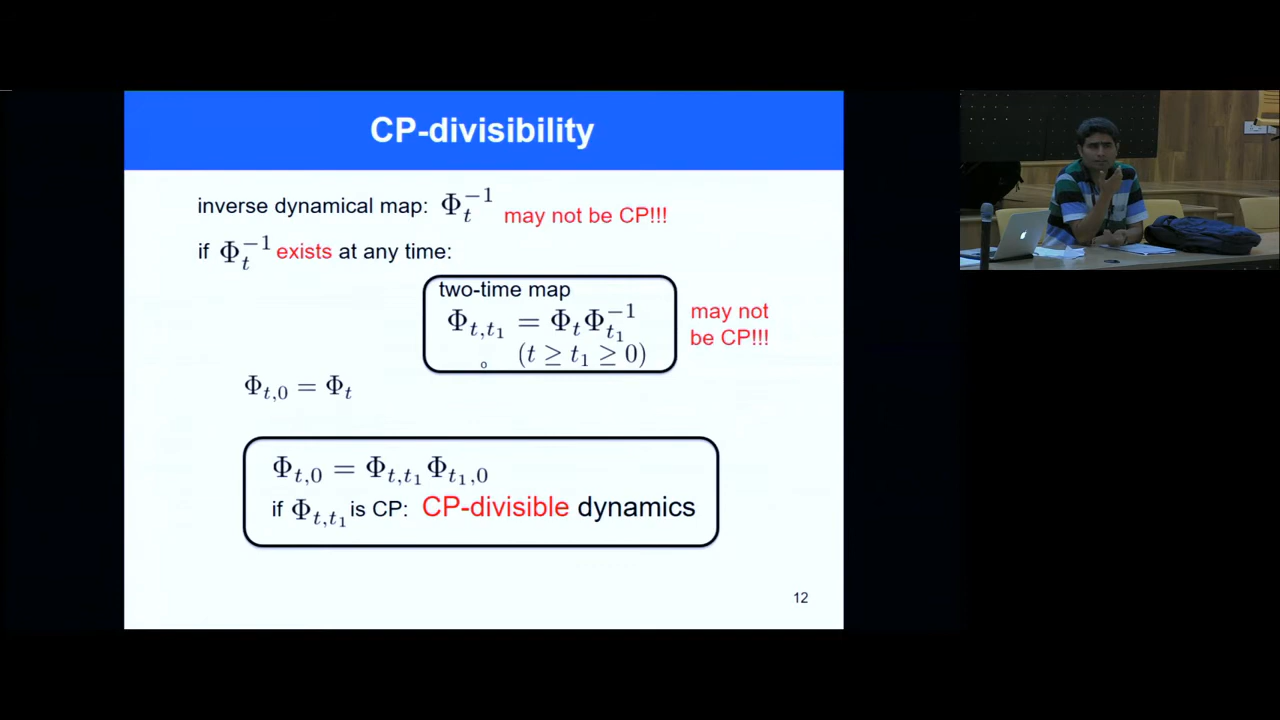 CP-divisibility
inverse dynamical map: Φ_t^{-1} may not be CP!!!
if Φ_t^{-1} exists at any time:
two-time map
Φ_{t,t_1} = Φ_t Φ_{t_1}^{-1}
(t ≥ t_1 ≥ 0)
may not
be CP!!!
Φ_{t,0} = Φ_t
Φ_{t,0} = Φ_{t,t_1} Φ_{t_1,0}
if Φ_{t,t_1} is CP: CP-divisible dynamics
12